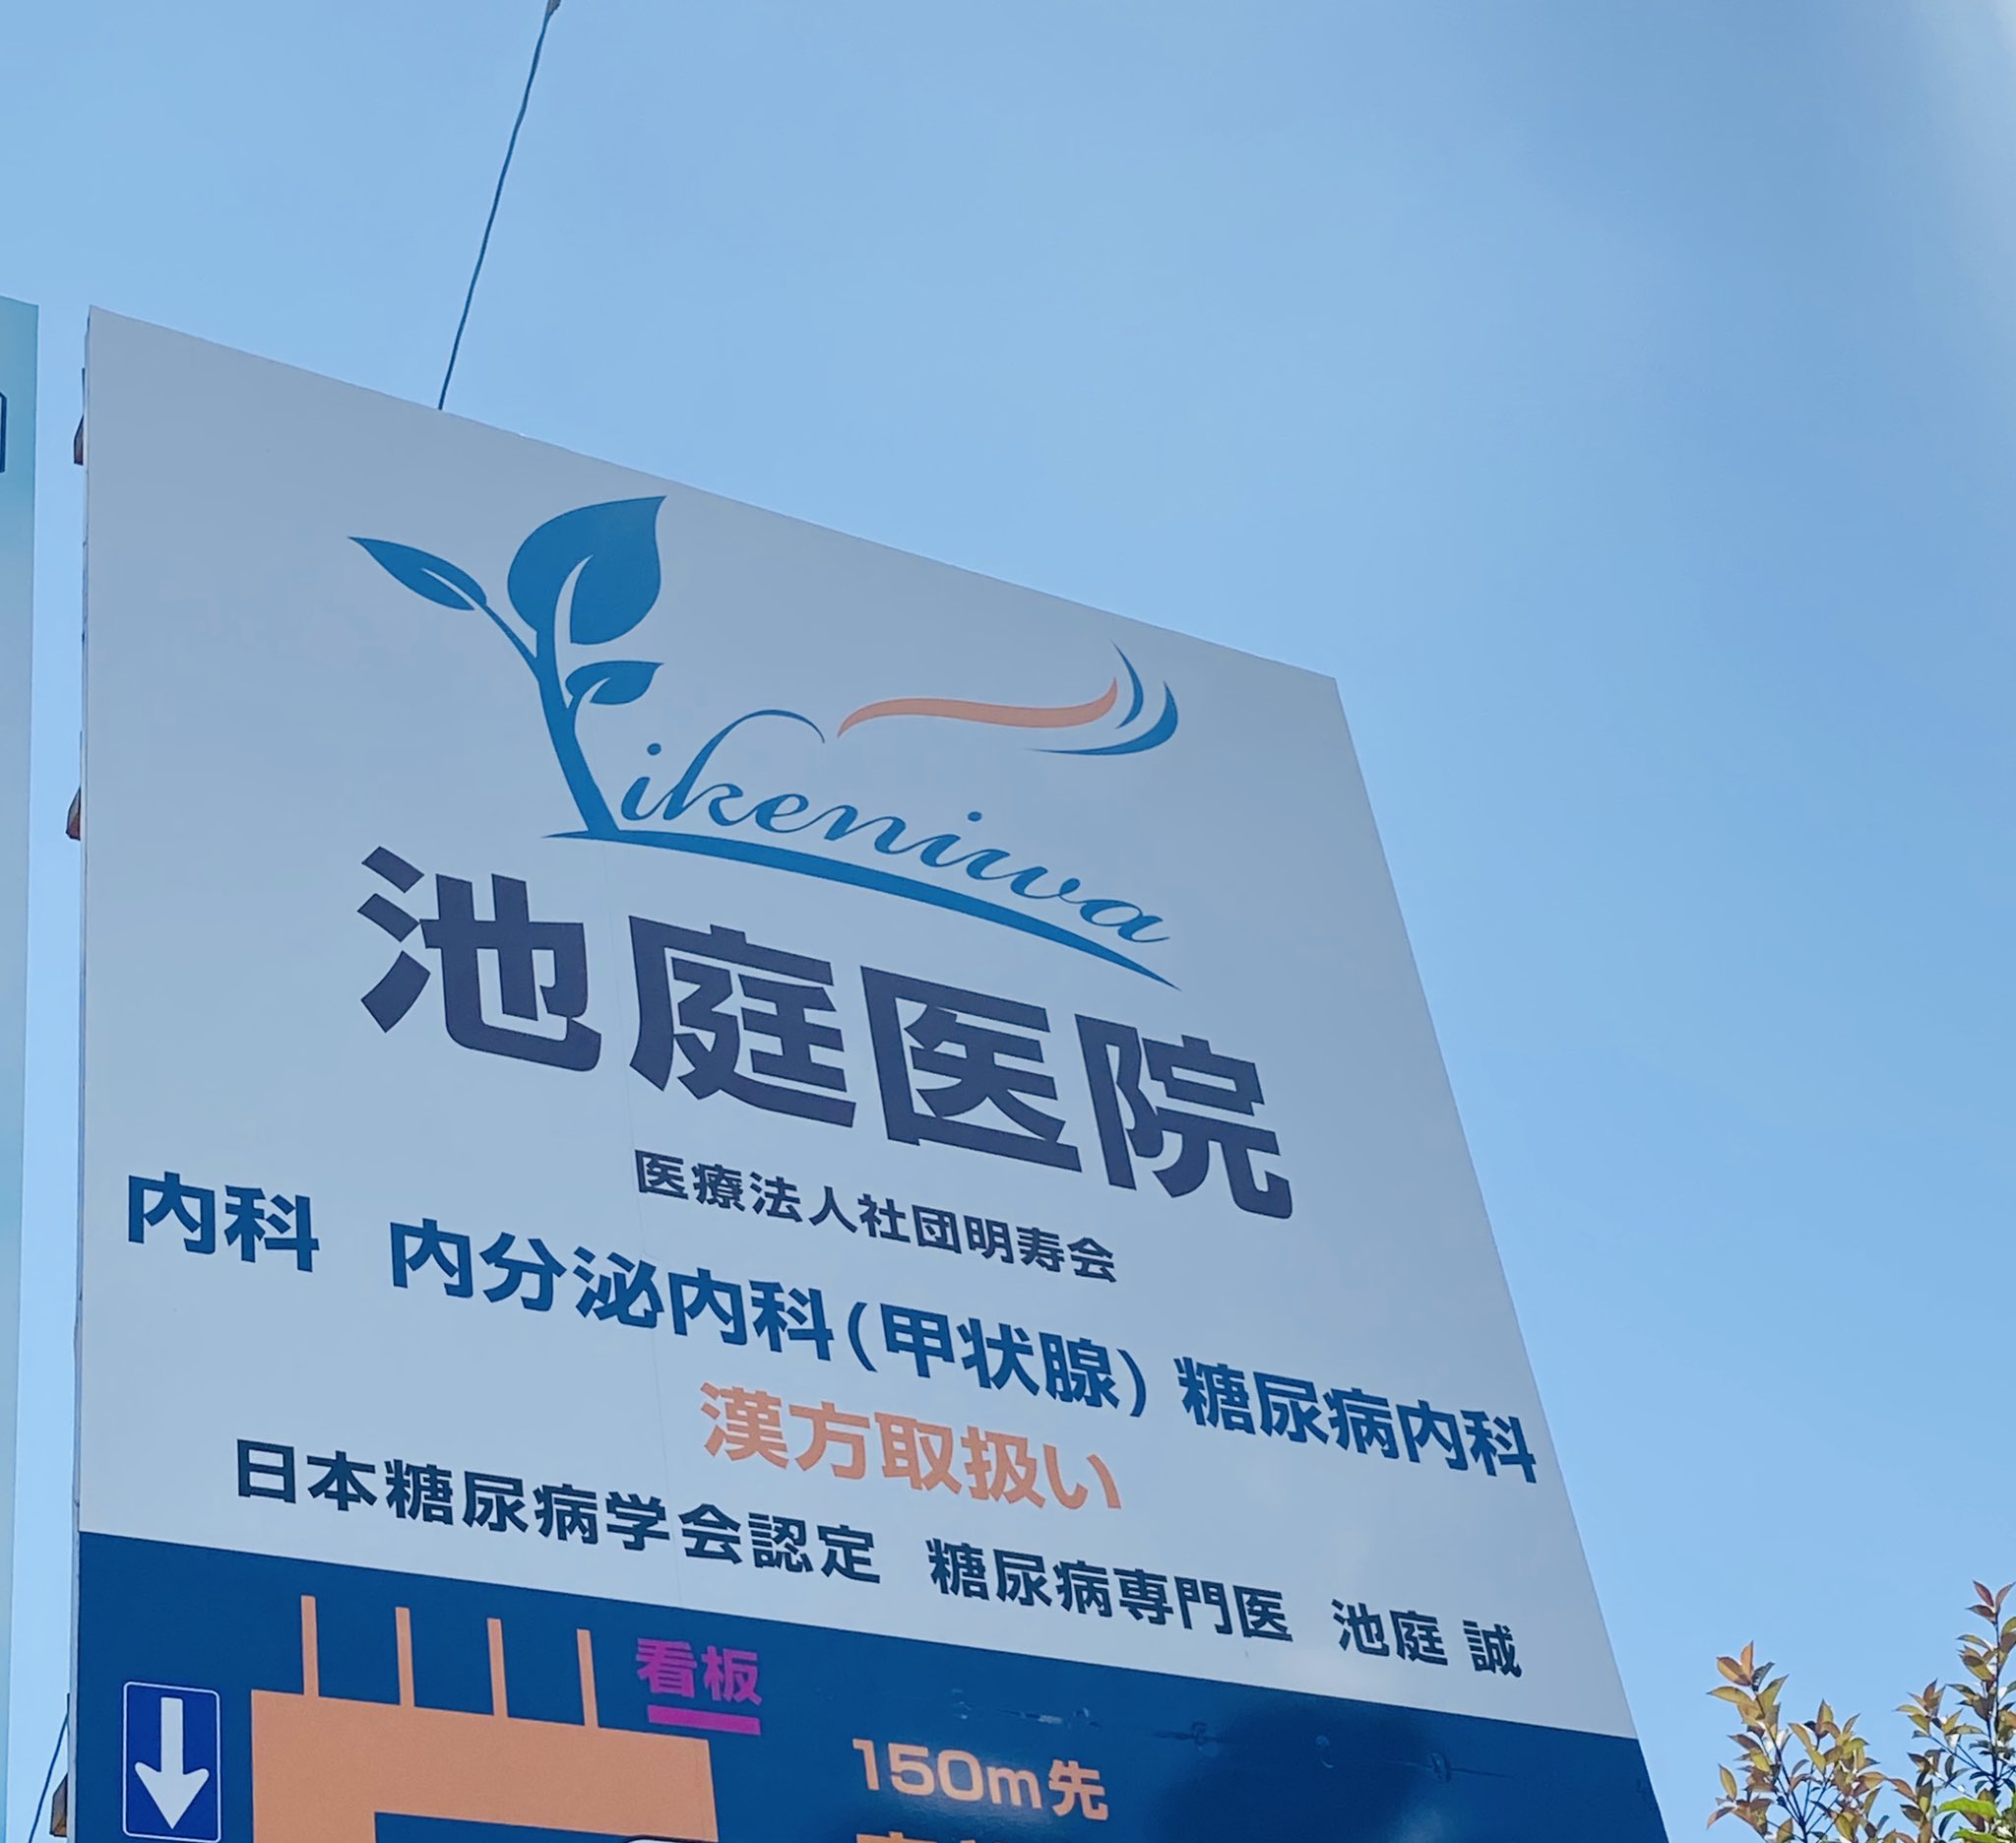 ikeniwa
池庭医院
医療法人社団明寿会
内科 内分泌内科(甲状腺) 糖尿病内科
漢方取扱い
日本糖尿病学会認定 糖尿病専門医 池庭 誠
看板
150m先